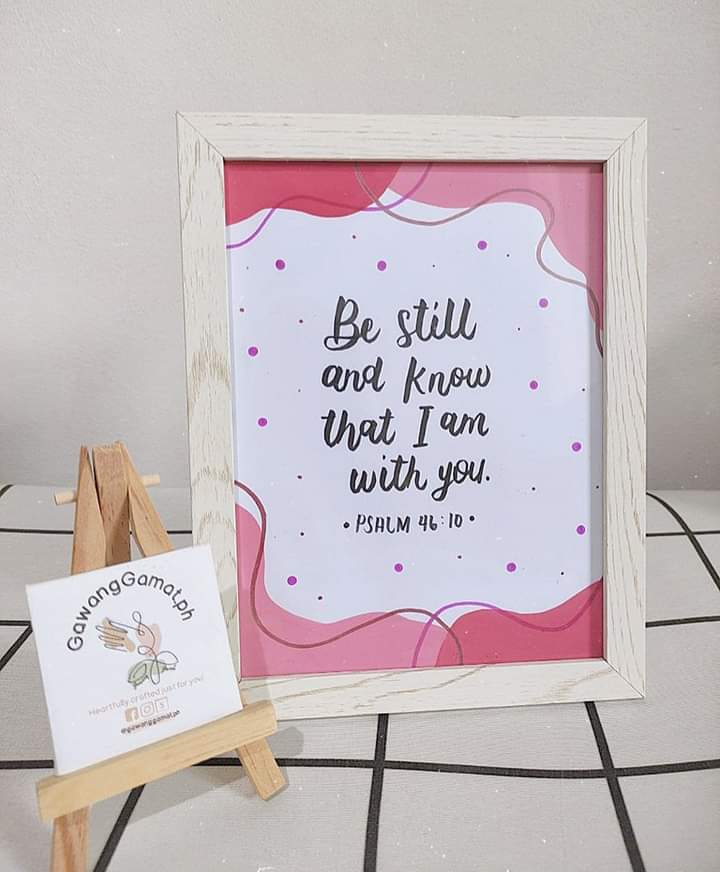 Be still
and know
that I am
with you.
• PSALM 46:10 •
GawangGamat.ph
Heartfully crafted just for you!
@gawanggamat.ph